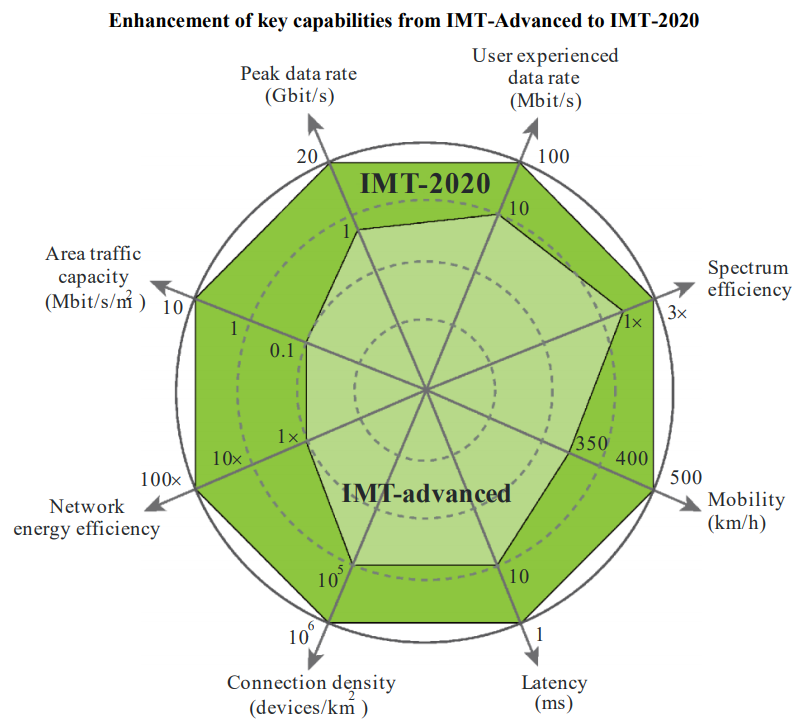 Enhancement of key capabilities from IMT-Advanced to IMT-2020
User experienced
data rate
(Mbit/s)
Peak data rate
(Gbit/s)
20
100
IMT-2020
10
1
Area traffic
capacity
(Mbit/s/m² )
Spectrum
efficiency
10
3×
1
1×
0.1
1×
350
10×
400
100×
500
Network
energy efficiency
Mobility
(km/h)
IMT-advanced
10⁵
10
10⁶
1
Connection density
(devices/km² )
Latency
(ms)